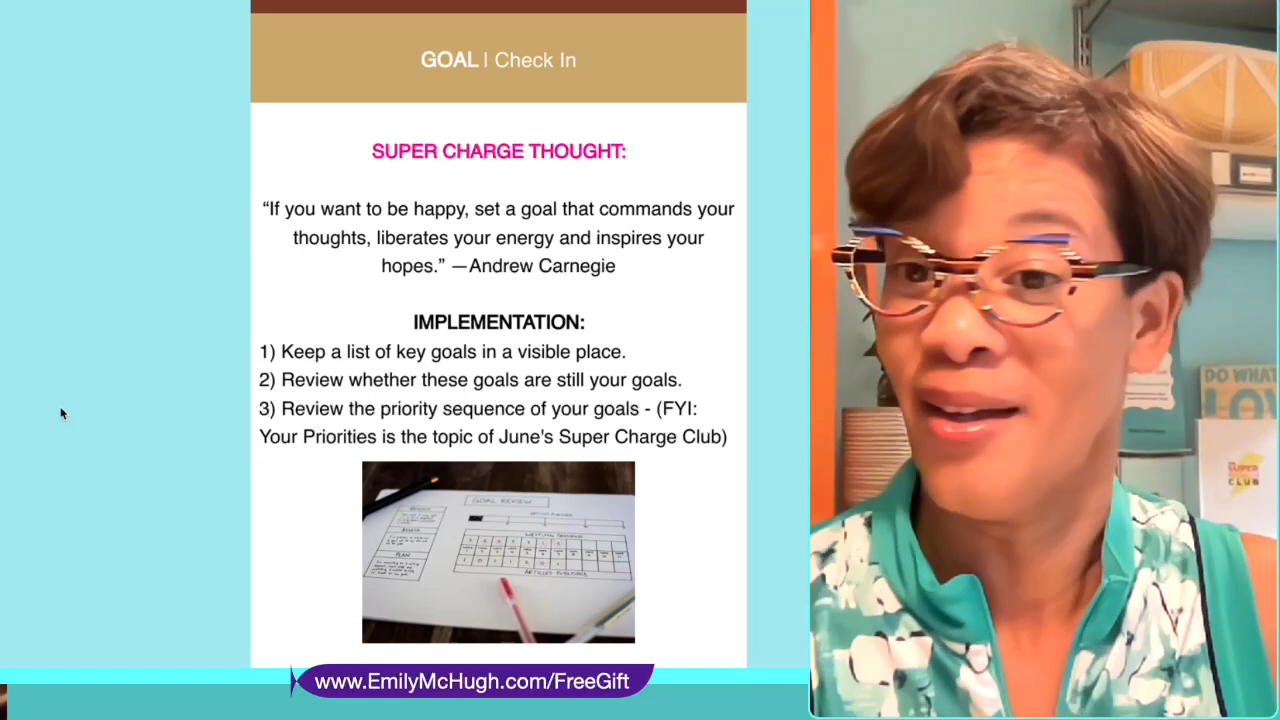 GOAL | Check In
SUPER CHARGE THOUGHT:
“If you want to be happy, set a goal that commands your
thoughts, liberates your energy and inspires your
hopes.” —Andrew Carnegie
IMPLEMENTATION:
1) Keep a list of key goals in a visible place.
2) Review whether these goals are still your goals.
3) Review the priority sequence of your goals - (FYI:
Your Priorities is the topic of June's Super Charge Club)
GOAL REVIEW
PLAN
ARTICLES PUBLISHED
DO WHAT
LOV
SUPER
CLUB
www.EmilyMcHugh.com/FreeGift